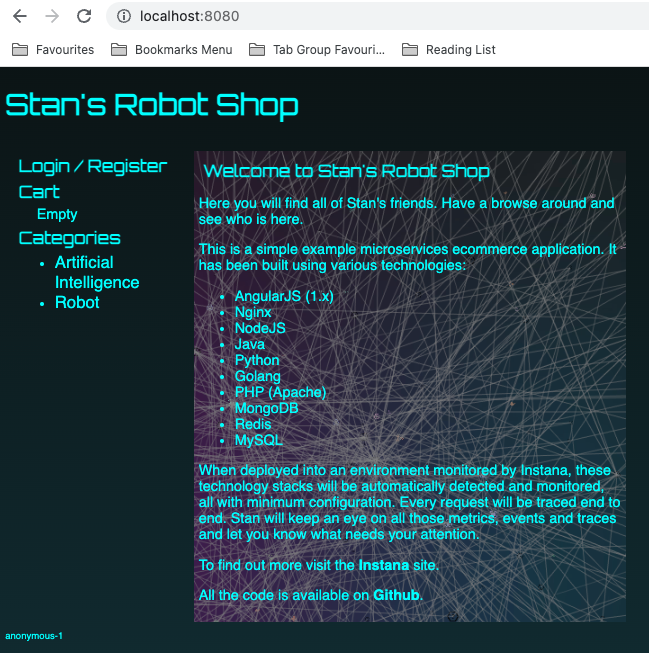 localhost:8080
Favourites
Bookmarks Menu
Tab Group Favouri...
Reading List
Stan's Robot Shop
Login / Register
Cart
Empty
Categories
Artificial
Intelligence
Robot
Welcome to Stan's Robot Shop
Here you will find all of Stan's friends. Have a browse around and
see who is here.
This is a simple example microservices ecommerce application. It
has been built using various technologies:
AngularJS (1.x)
Nginx
NodeJS
Java
Python
Golang
PHP (Apache)
MongoDB
Redis
MySQL
When deployed into an environment monitored by Instana, these
technology stacks will be automatically detected and monitored,
all with minimum configuration. Every request will be traced end to
end. Stan will keep an eye on all those metrics, events and traces
and let you know what needs your attention.
To find out more visit the Instana site.
All the code is available on Github.
anonymous-1